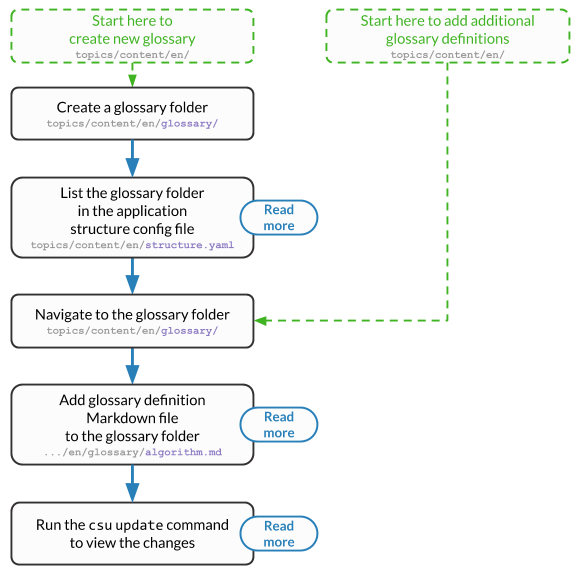 Start here to
create new glossary
topics/content/en/
Start here to add additional
glossary definitions
topics/content/en/
Create a glossary folder
topics/content/en/glossary/
List the glossary folder
in the application
structure config file
topics/content/en/structure.yaml
Read
more
Navigate to the glossary folder
topics/content/en/glossary/
Add glossary definition
Markdown file
to the glossary folder
.../en/glossary/algorithm.md
Read
more
Run the csu update command
to view the changes
Read
more